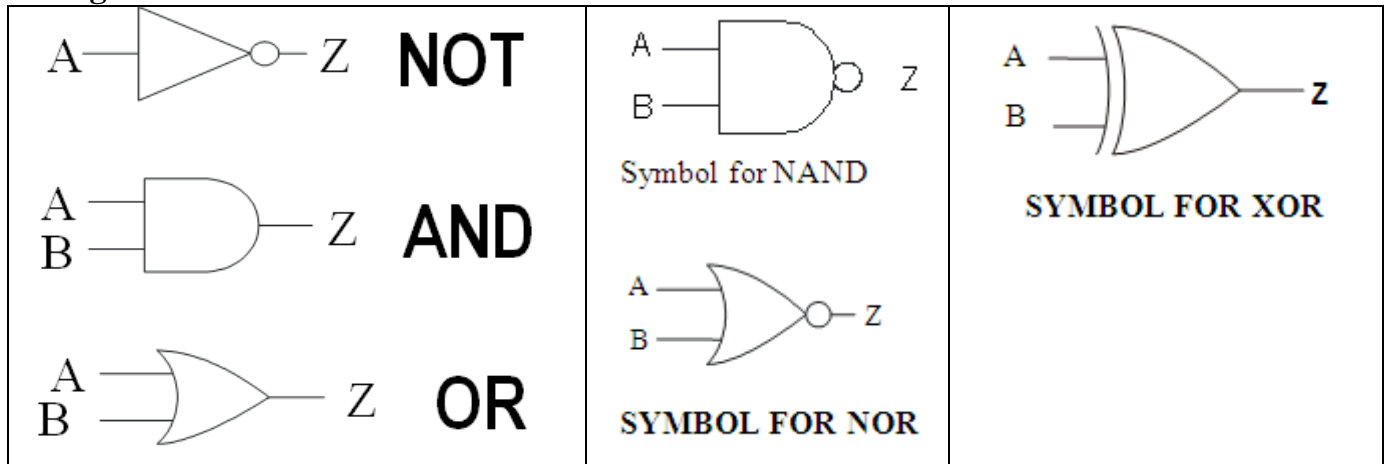 A Z NOT
A
B Z AND
A
B Z OR
A
B Z
Symbol for NAND
A
B Z
SYMBOL FOR NOR
A
B Z
SYMBOL FOR XOR